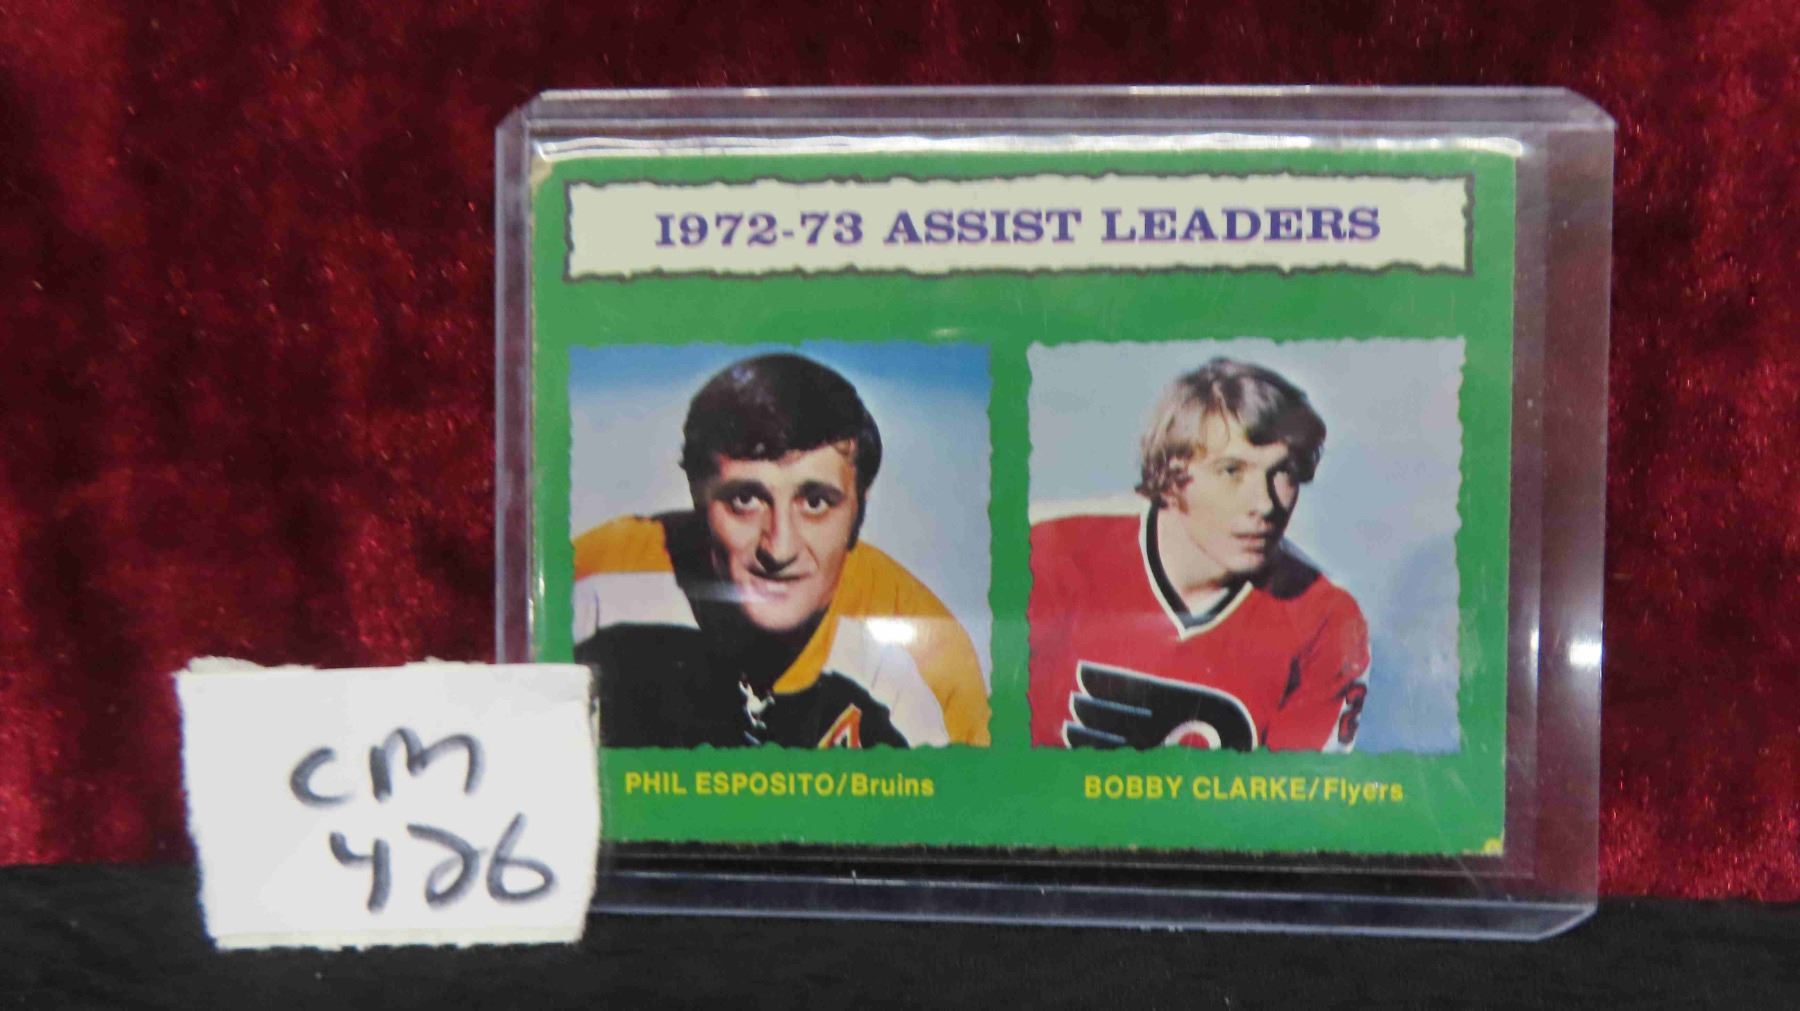 1972-73 ASSIST LEADERS
PHIL ESPOSITO/Bruins
BOBBY CLARKE/Flyers
CM
426